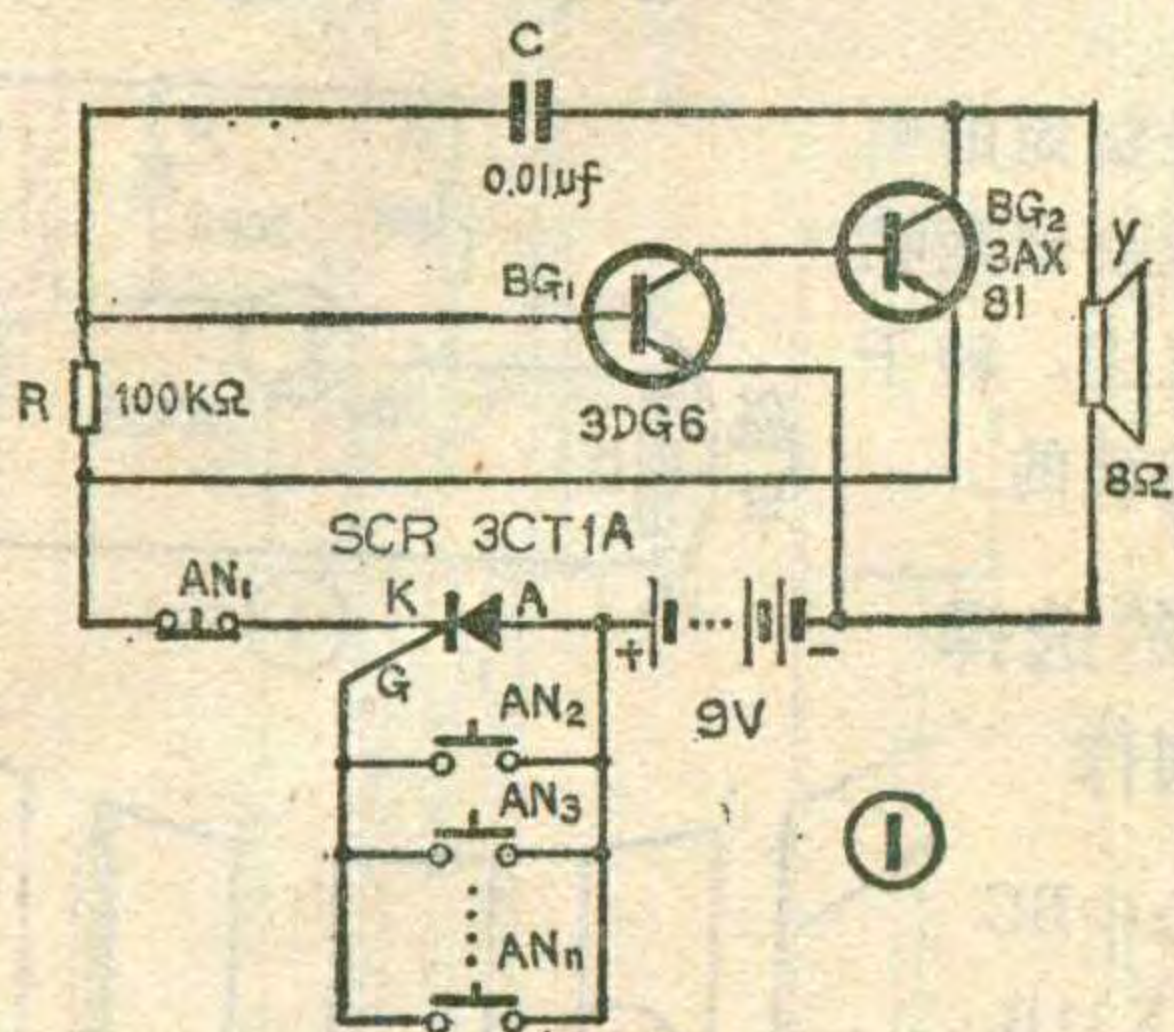 C
0.01μf
BG₁
3DG6
BG₂
3AX
81
Y
8Ω
R 100KΩ
SCR 3CT1A
AN₁
K A
G
+ −
9V
AN₂
AN₃
ANn
①